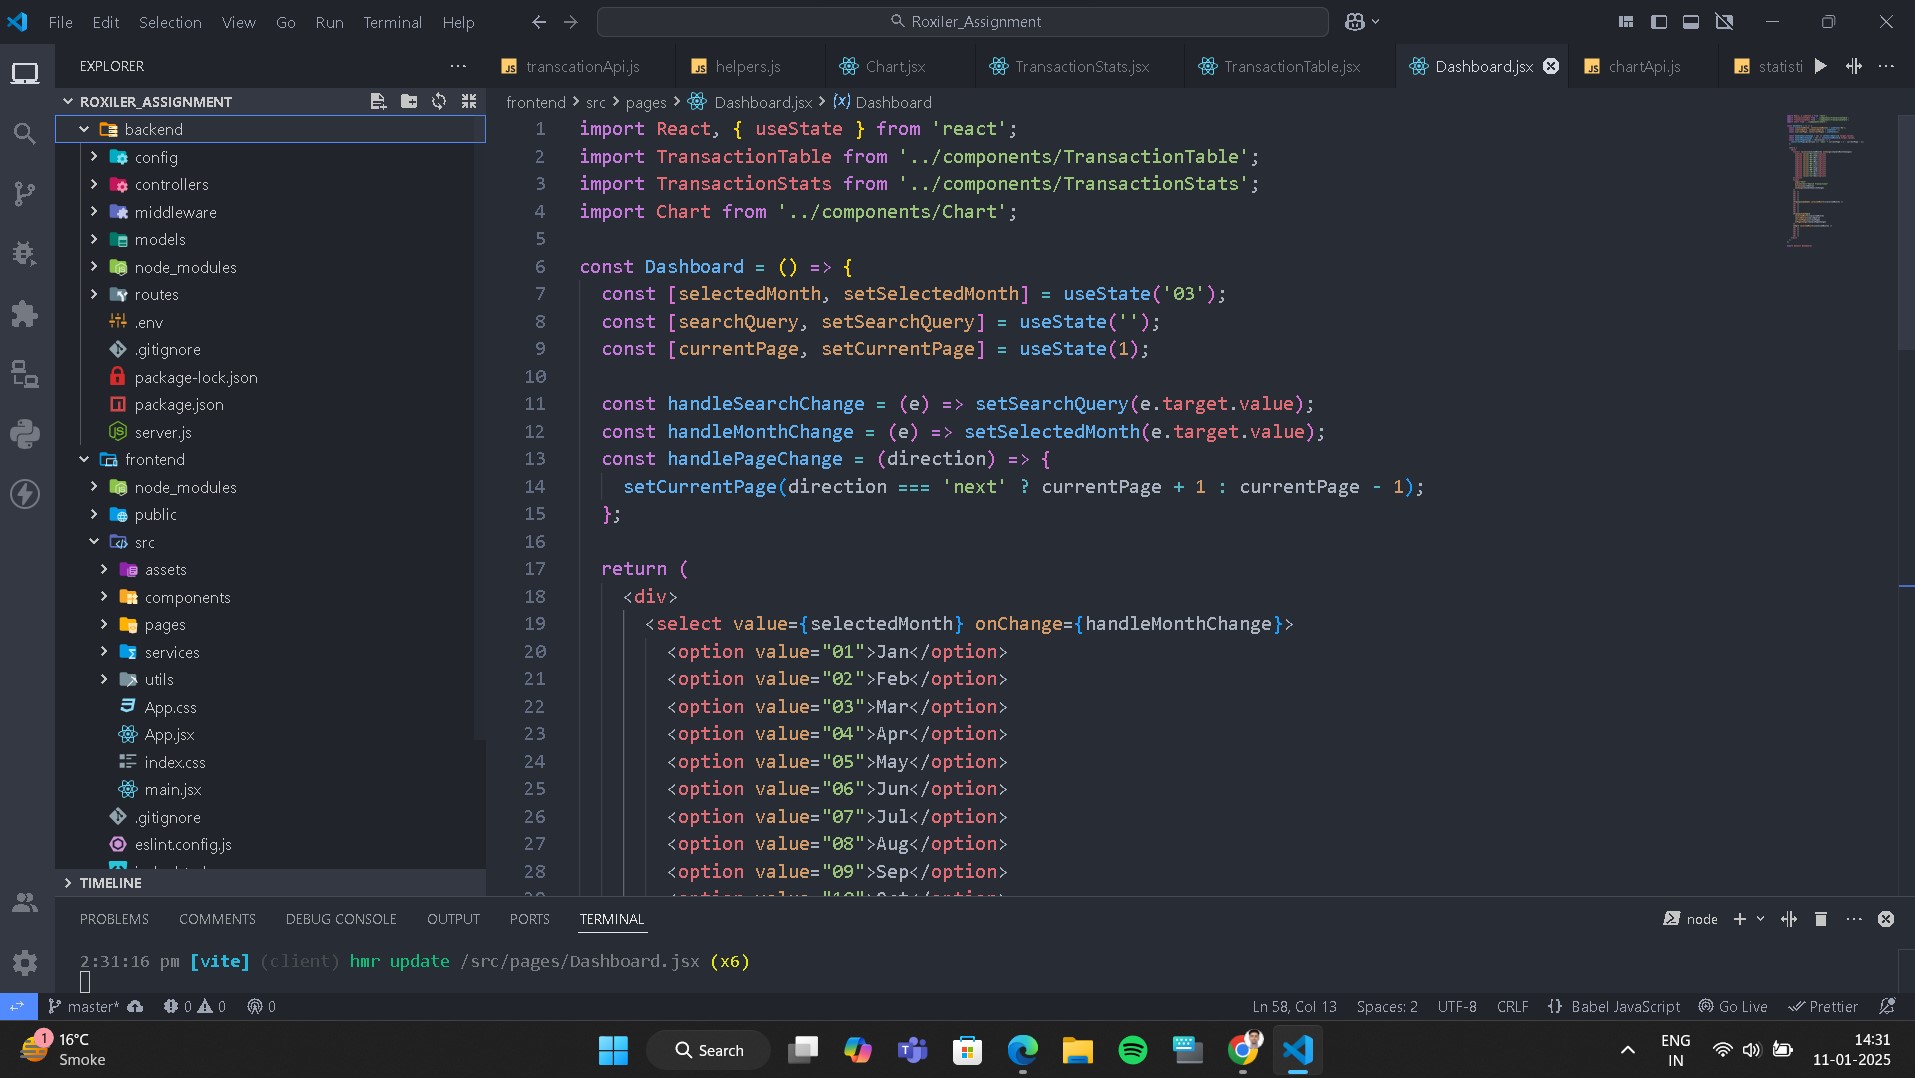 File Edit Selection View Go Run Terminal Help
Roxiler_Assignment
EXPLORER
transcationApi.js helpers.js Chart.jsx TransactionStats.jsx TransactionTable.jsx Dashboard.jsx chartApi.js statisti
ROXILER_ASSIGNMENT
frontend > src > pages > Dashboard.jsx > Dashboard
backend
config
controllers
middleware
models
node_modules
routes
.env
.gitignore
package-lock.json
package.json
server.js
frontend
node_modules
public
src
assets
components
pages
services
utils
App.css
App.jsx
index.css
main.jsx
.gitignore
eslint.config.js
TIMELINE
1 import React, { useState } from 'react';
2 import TransactionTable from '../components/TransactionTable';
3 import TransactionStats from '../components/TransactionStats';
4 import Chart from '../components/Chart';
5
6 const Dashboard = () => {
7 const [selectedMonth, setSelectedMonth] = useState('03');
8 const [searchQuery, setSearchQuery] = useState('');
9 const [currentPage, setCurrentPage] = useState(1);
10
11 const handleSearchChange = (e) => setSearchQuery(e.target.value);
12 const handleMonthChange = (e) => setSelectedMonth(e.target.value);
13 const handlePageChange = (direction) => {
14 setCurrentPage(direction === 'next' ? currentPage + 1 : currentPage - 1);
15 };
16
17 return (
18 <div>
19 <select value={selectedMonth} onChange={handleMonthChange}>
20 <option value="01">Jan</option>
21 <option value="02">Feb</option>
22 <option value="03">Mar</option>
23 <option value="04">Apr</option>
24 <option value="05">May</option>
25 <option value="06">Jun</option>
26 <option value="07">Jul</option>
27 <option value="08">Aug</option>
28 <option value="09">Sep</option>
PROBLEMS COMMENTS DEBUG CONSOLE OUTPUT PORTS TERMINAL
node
2:31:16 pm [vite] (client) hmr update /src/pages/Dashboard.jsx (x6)
master* 0 0 0
Ln 58, Col 13 Spaces: 2 UTF-8 CRLF {} Babel JavaScript Go Live Prettier
1
16°C
Smoke
Search
ENG
IN
14:31
11-01-2025